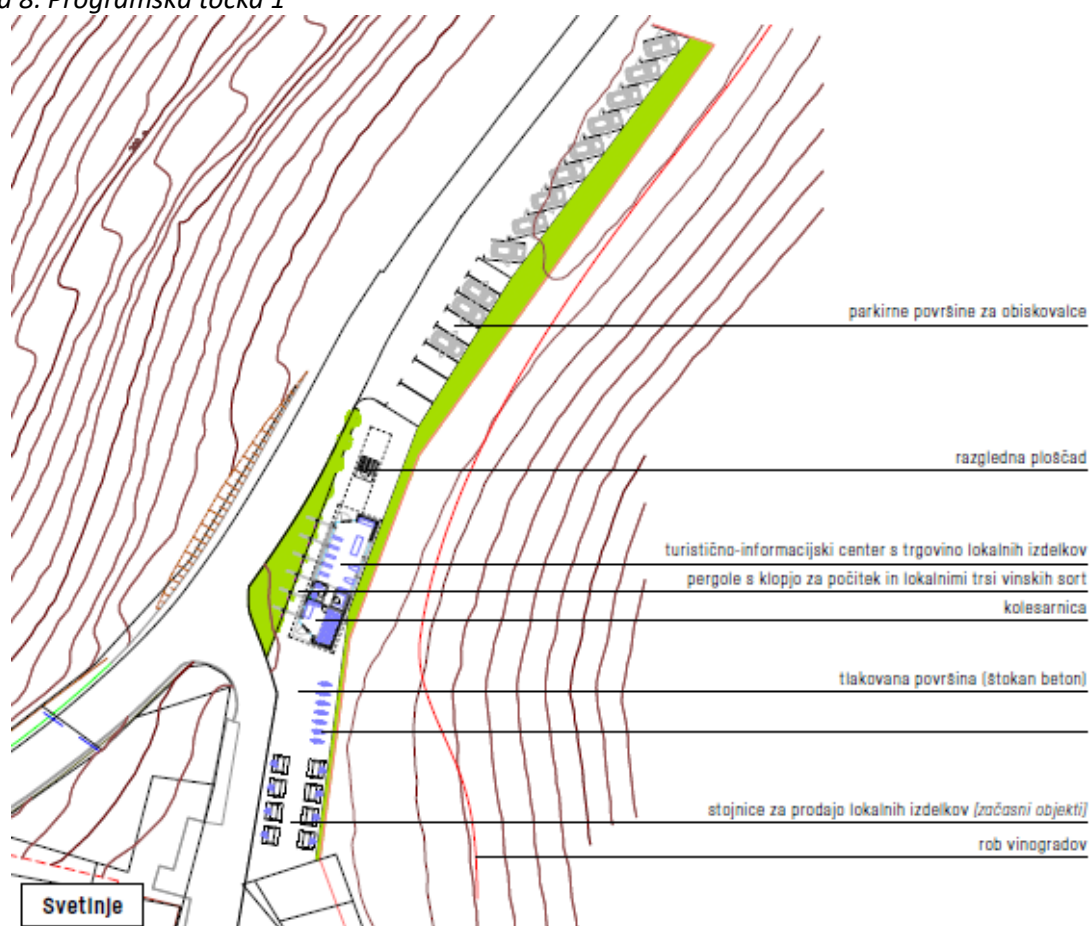 8: Programska točka 1
parkirne površine za obiskovalce
razgledna ploščad
turistično-informacijski center s trgovino lokalnih izdelkov
pergole s klopjo za počitek in lokalnimi trsi vinskih sort
kolesarnica
tlakovana površina (štokan beton)
stojnice za prodajo lokalnih izdelkov (začasni objekti)
rob vinogradov
Svetinje